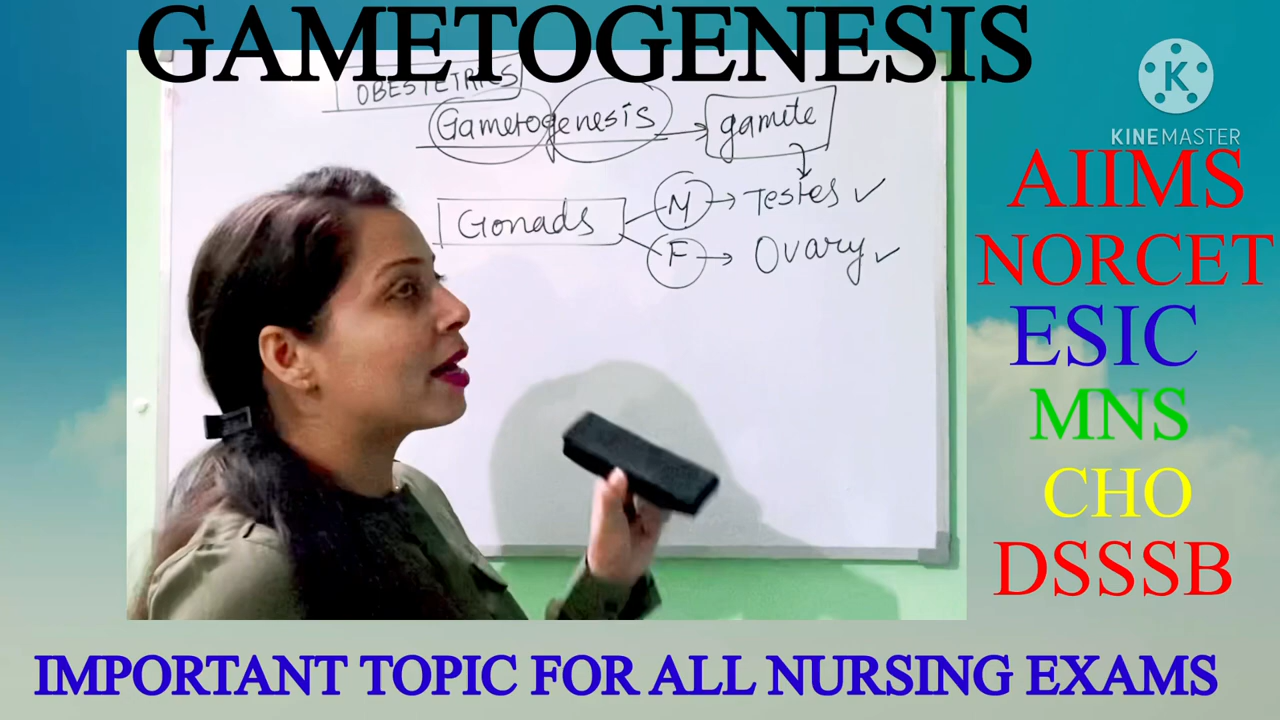 GAMETOGENESIS
OBESTETRICS
Gametogenesis → gamete
Gonads
M → Testes ✓
F → Ovary ✓
K
KINEMASTER
AIIMS
NORCET
ESIC
MNS
CHO
DSSSB
IMPORTANT TOPIC FOR ALL NURSING EXAMS